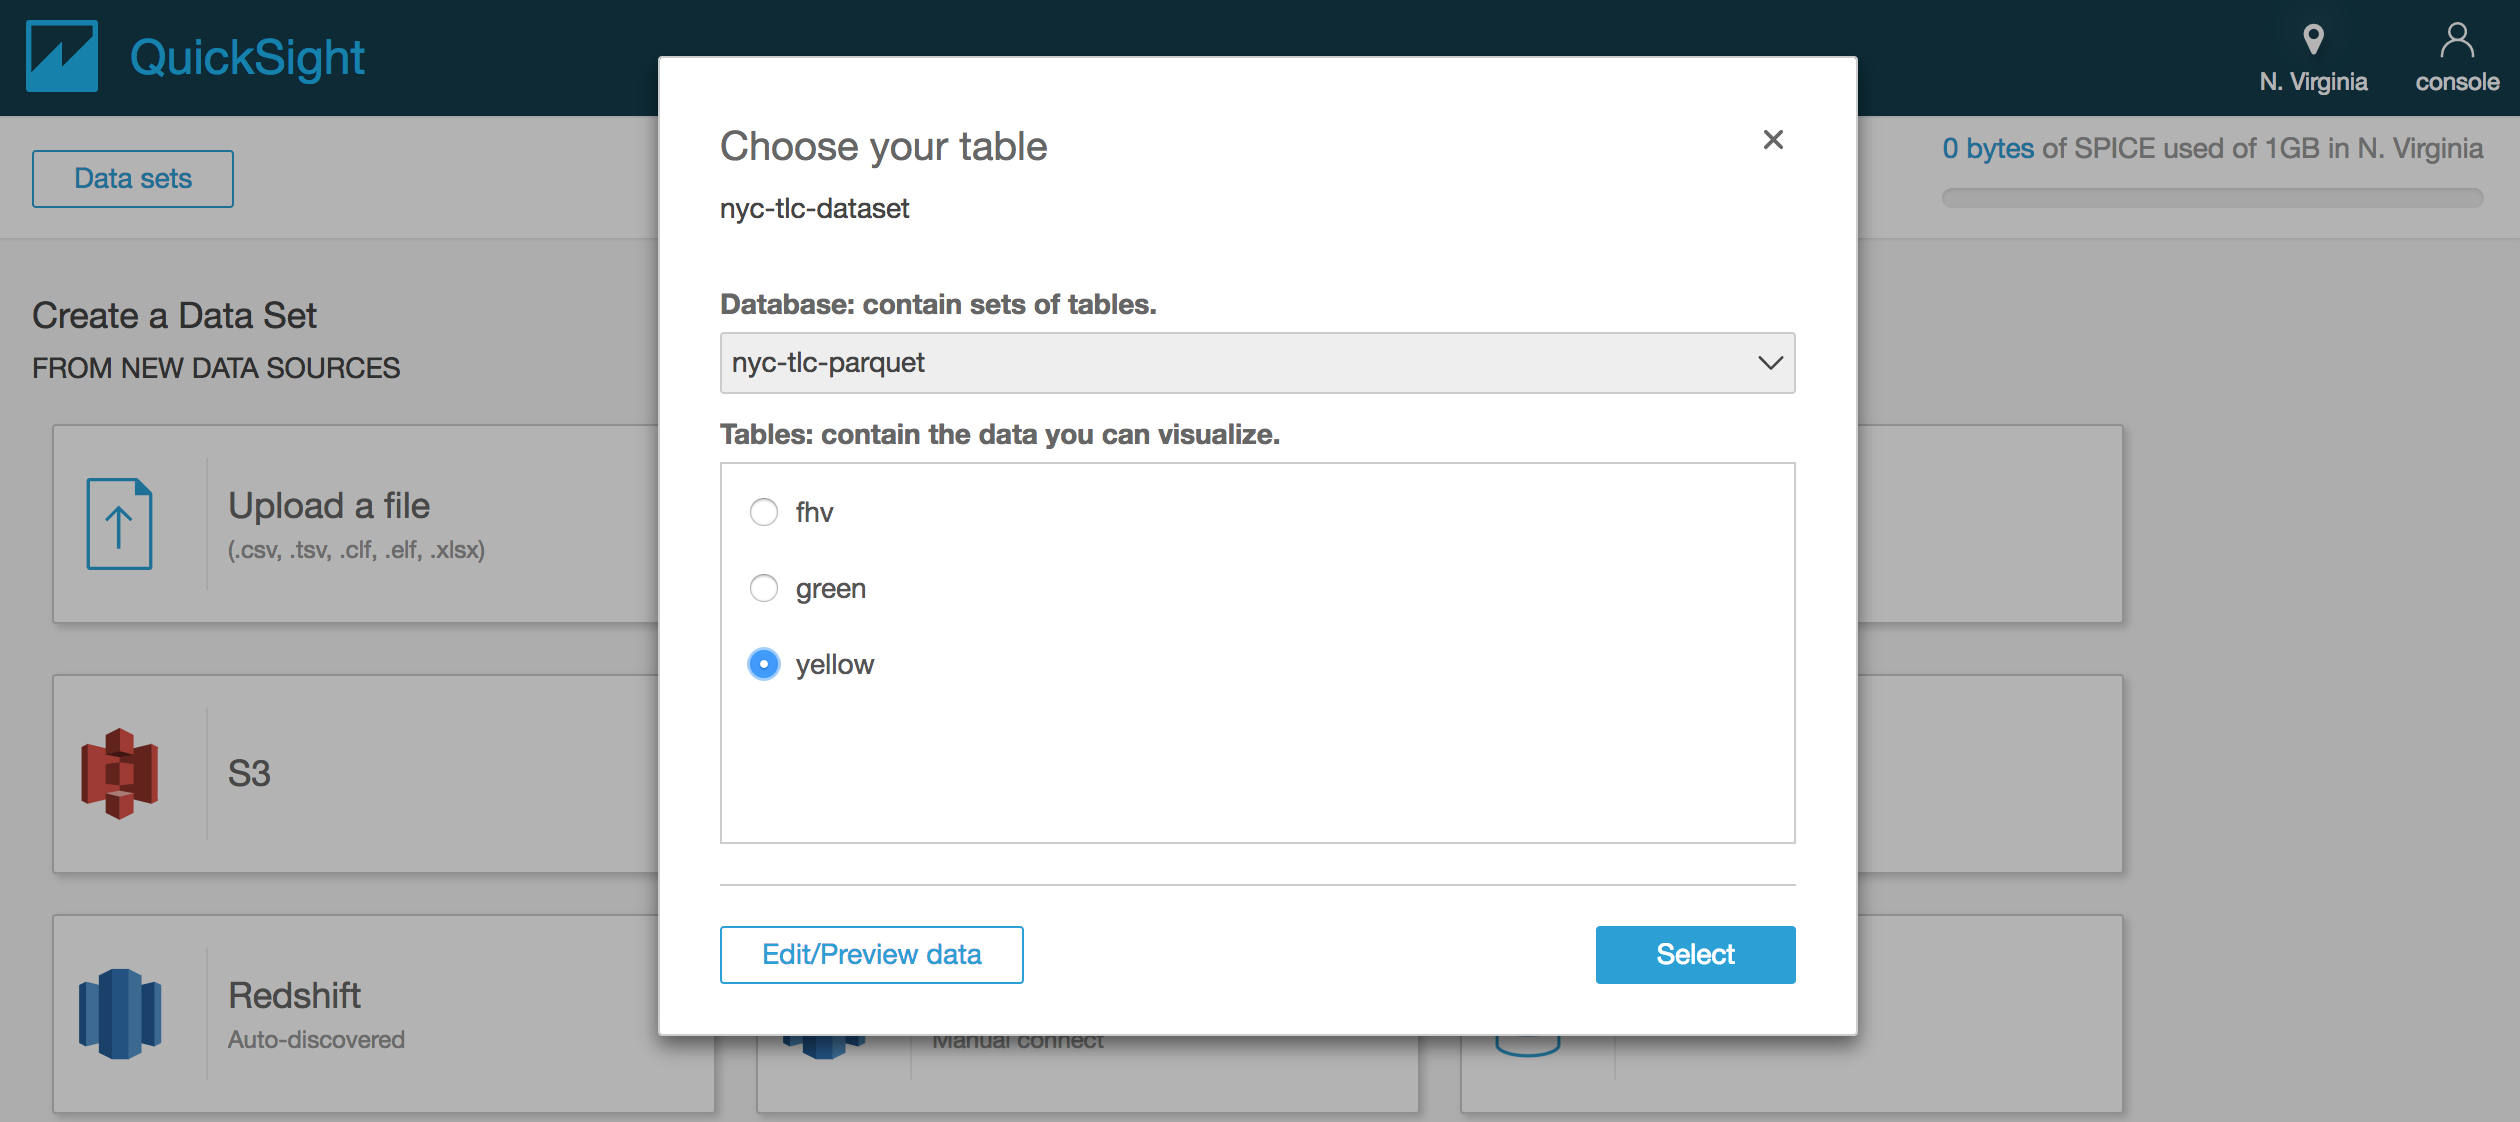 QuickSight
N. Virginia
console
Data sets
0 bytes of SPICE used of 1GB in N. Virginia
Create a Data Set
FROM NEW DATA SOURCES
Upload a file
(.csv, .tsv, .clf, .elf, .xlsx)
S3
Redshift
Auto-discovered
Manual connect
Choose your table
nyc-tlc-dataset
Database: contain sets of tables.
nyc-tlc-parquet
Tables: contain the data you can visualize.
fhv
green
yellow
Edit/Preview data
Select